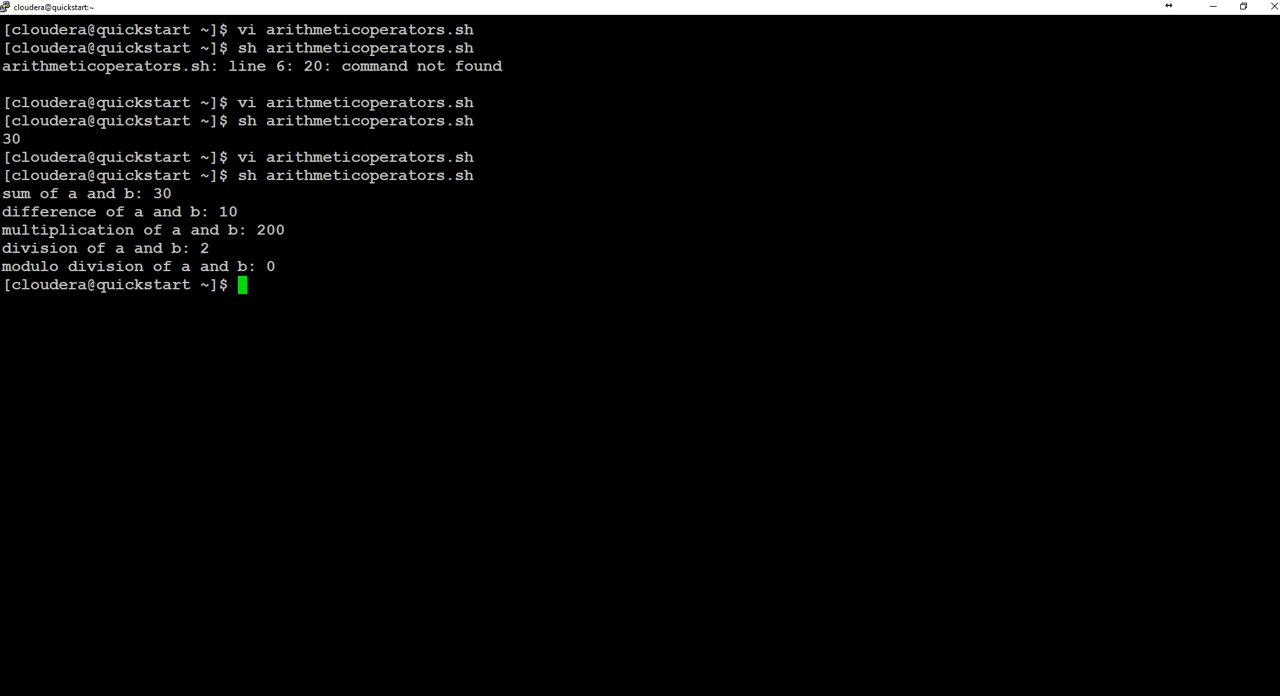 cloudera@quickstart:~
[cloudera@quickstart ~]$ vi arithmeticoperators.sh
[cloudera@quickstart ~]$ sh arithmeticoperators.sh
arithmeticoperators.sh: line 6: 20: command not found
[cloudera@quickstart ~]$ vi arithmeticoperators.sh
[cloudera@quickstart ~]$ sh arithmeticoperators.sh
30
[cloudera@quickstart ~]$ vi arithmeticoperators.sh
[cloudera@quickstart ~]$ sh arithmeticoperators.sh
sum of a and b: 30
difference of a and b: 10
multiplication of a and b: 200
division of a and b: 2
modulo division of a and b: 0
[cloudera@quickstart ~]$